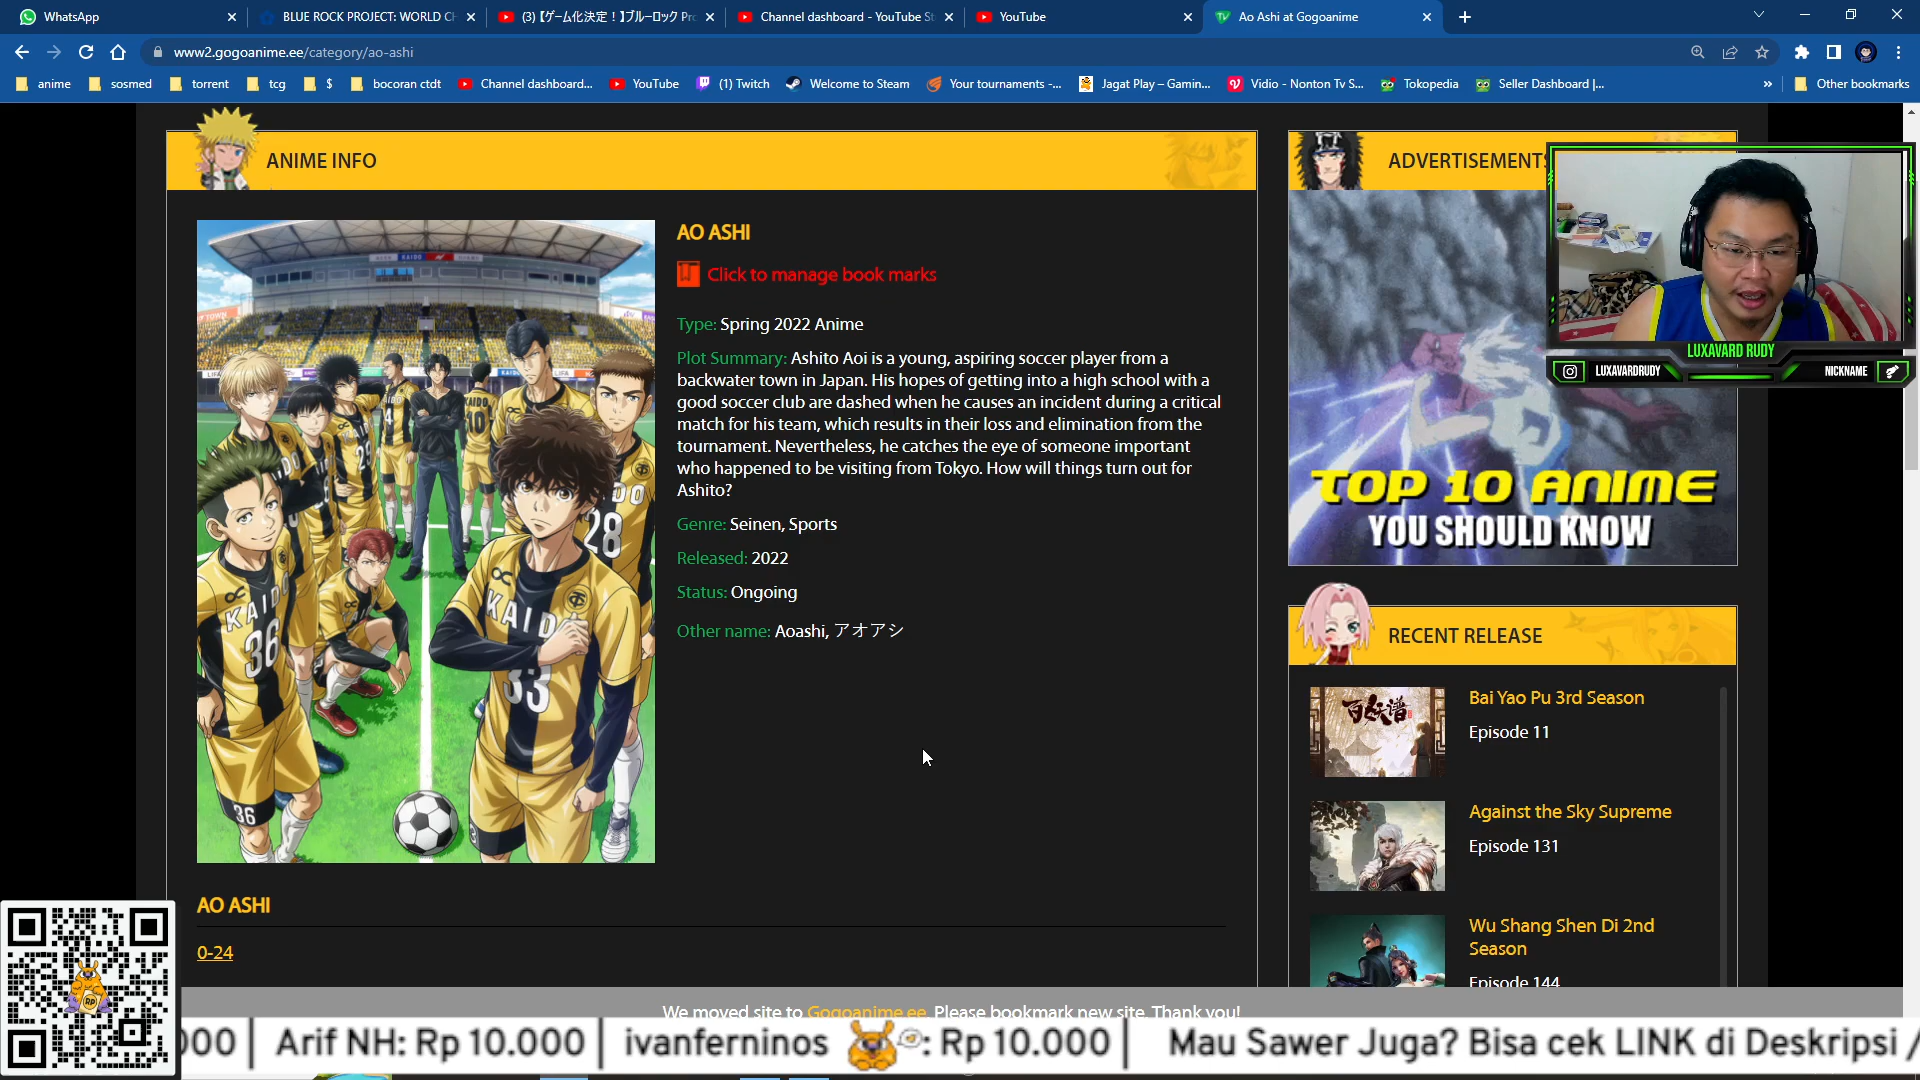 WhatsApp
BLUE ROCK PROJECT: WORLD CH
(3)【ゲーム化決定！】ブルーロック Pro
Channel dashboard - YouTube St
YouTube
Ao Ashi at Gogoanime
www2.gogoanime.ee/category/ao-ashi
anime
sosmed
torrent
tcg
$
bocoran ctdt
Channel dashboard...
YouTube
(1) Twitch
Welcome to Steam
Your tournaments -...
Jagat Play – Gamin...
Vidio - Nonton Tv S...
Tokopedia
Seller Dashboard |...
»
Other bookmarks
ANIME INFO
KAIDO
KAIDO
36
36
KAIDO
33
28
29
10
AO ASHI
Click to manage book marks
Type: Spring 2022 Anime
Plot Summary: Ashito Aoi is a young, aspiring soccer player from a
backwater town in Japan. His hopes of getting into a high school with a
good soccer club are dashed when he causes an incident during a critical
match for his team, which results in their loss and elimination from the
tournament. Nevertheless, he catches the eye of someone important
who happened to be visiting from Tokyo. How will things turn out for
Ashito?
Genre: Seinen, Sports
Released: 2022
Status: Ongoing
Other name: Aoashi, アオアシ
AO ASHI
0-24
ADVERTISEMENTS
LUXAVARD RUDY
LUXAVARDRUDY
NICKNAME
TOP 10 ANIME
YOU SHOULD KNOW
RECENT RELEASE
Bai Yao Pu 3rd Season
Episode 11
Against the Sky Supreme
Episode 131
Wu Shang Shen Di 2nd
Season
Episode 144
We moved site to Gogoanime.ee. Please bookmark new site. Thank you!
RP
000 | Arif NH: Rp 10.000 | ivanferninos : Rp 10.000 | Mau Sawer Juga? Bisa cek LINK di Deskripsi /